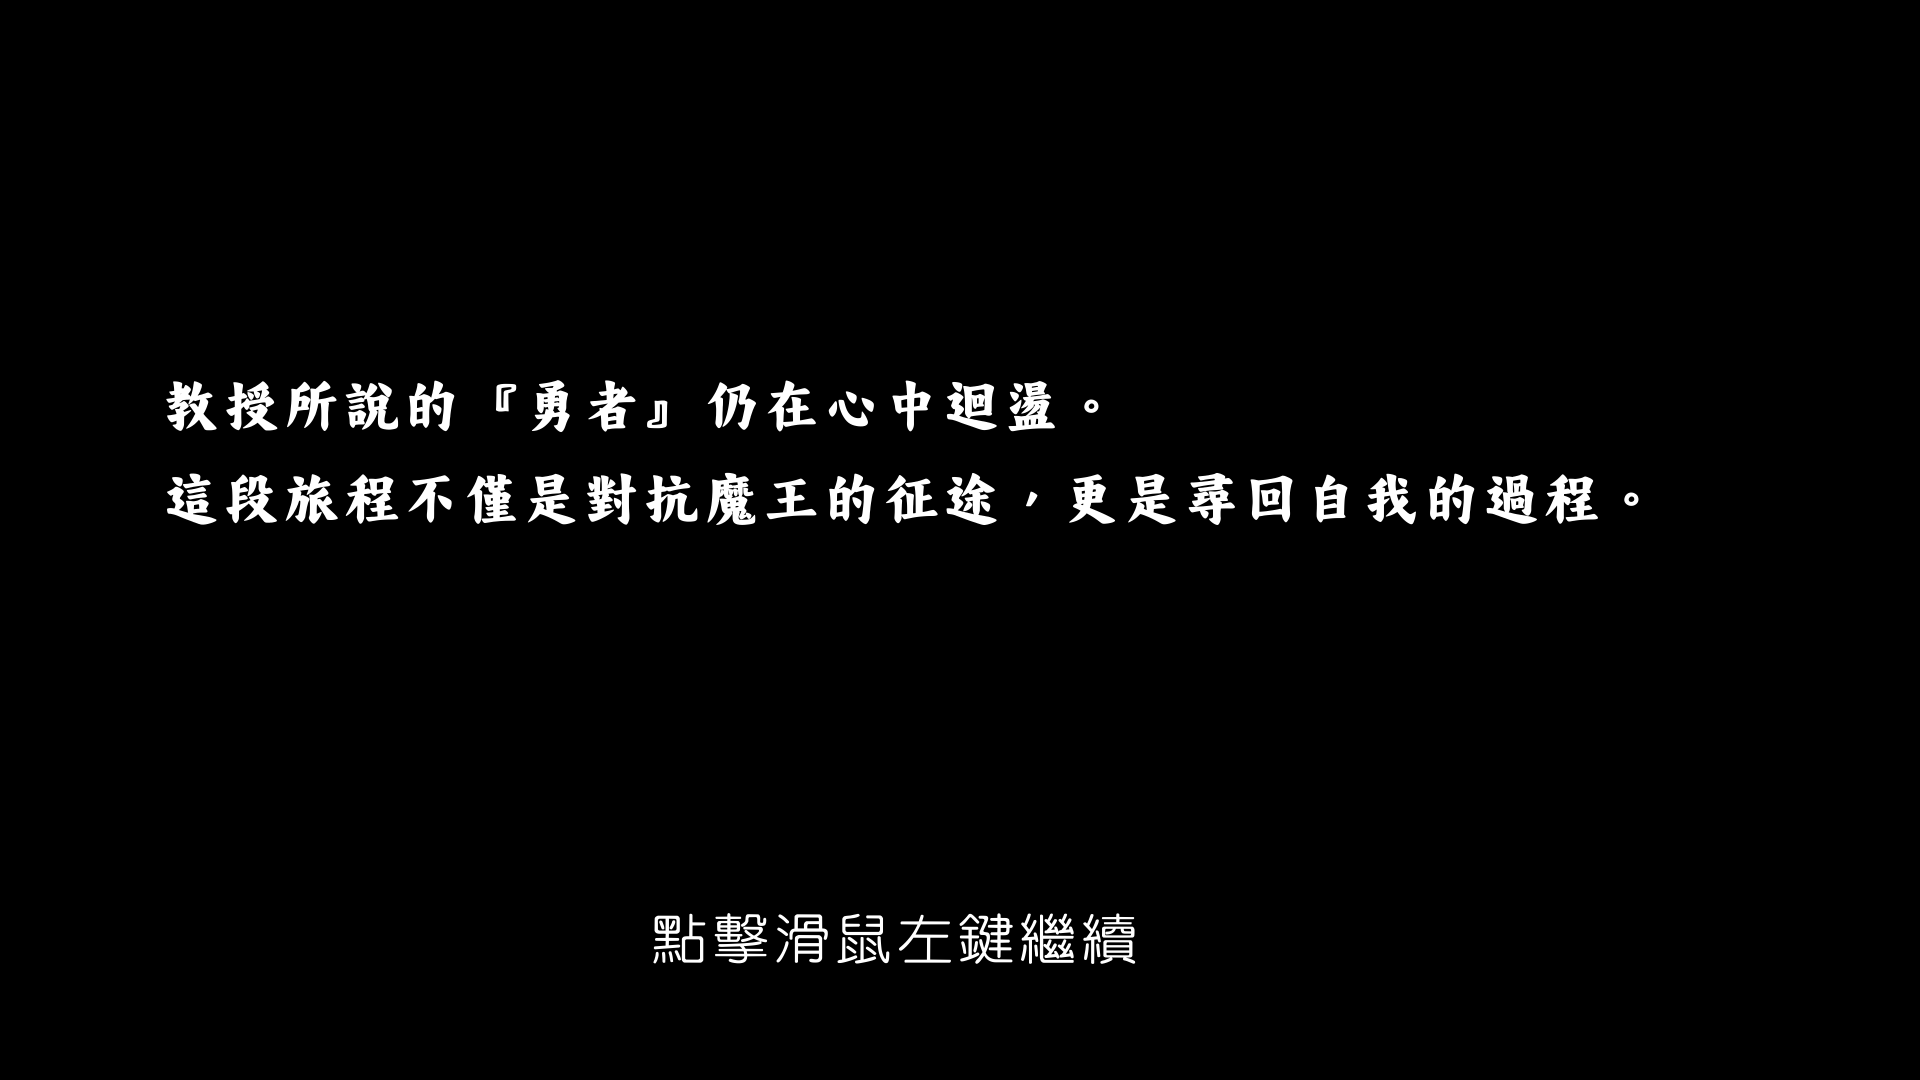 教授所說的『勇者』仍在心中迴盪。
這段旅程不僅是對抗魔王的征途，更是尋回自我的過程。
點擊滑鼠左鍵繼續